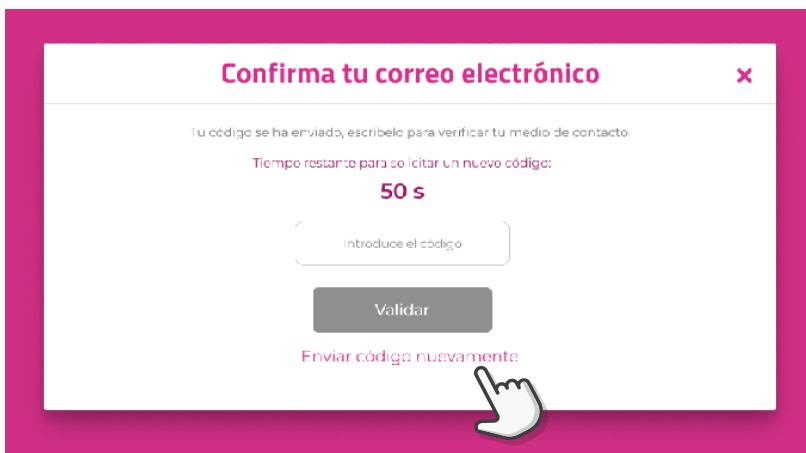 Confirma tu correo electrónico
Tu código se ha enviado, escríbelo para verificar tu medio de contacto.
Tiempo restante para solicitar un nuevo código:
50 s
Introduce el código
Validar
Enviar código nuevamente